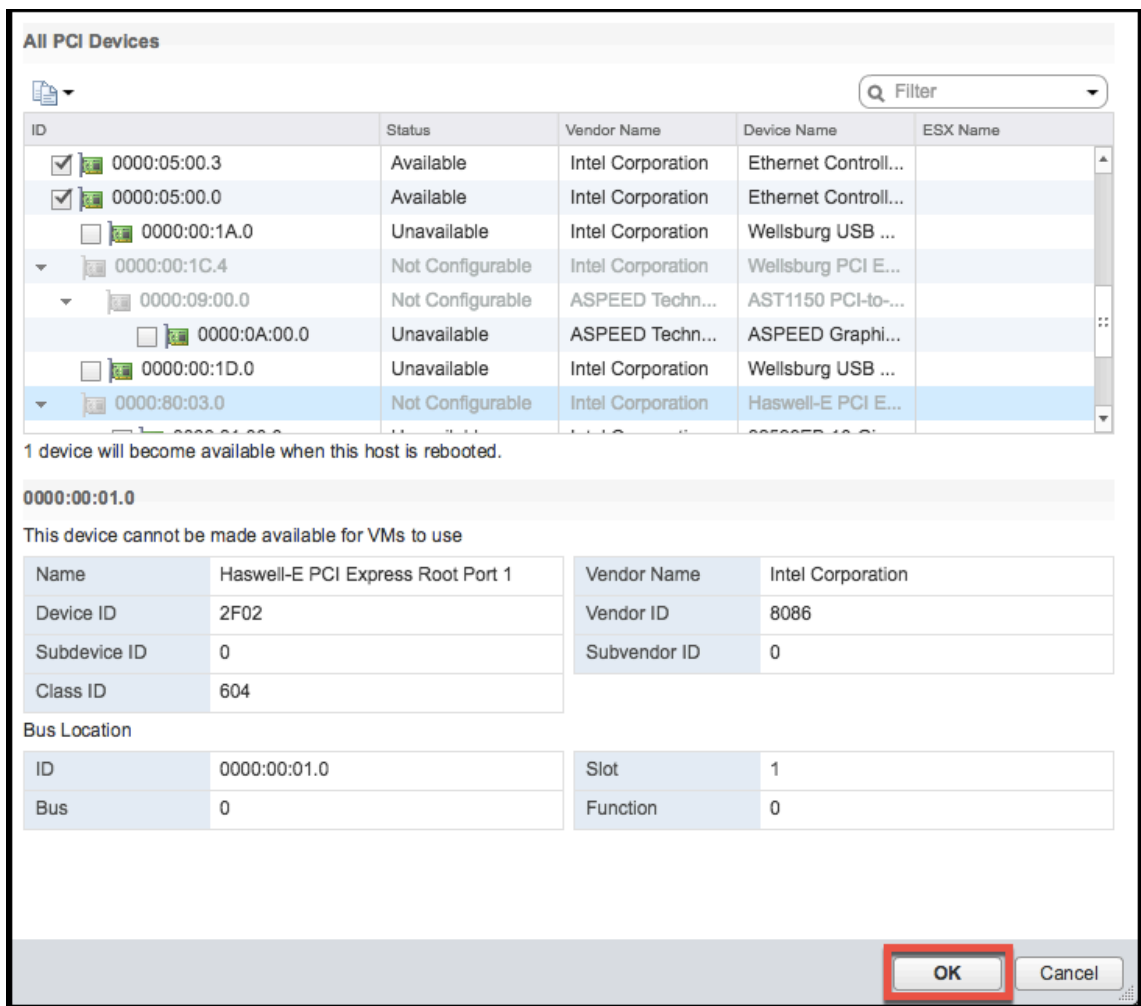 All PCI Devices
Filter
ID Status Vendor Name Device Name ESX Name
0000:05:00.3 Available Intel Corporation Ethernet Controll...
0000:05:00.0 Available Intel Corporation Ethernet Controll...
0000:00:1A.0 Unavailable Intel Corporation Wellsburg USB ...
0000:00:1C.4 Not Configurable Intel Corporation Wellsburg PCI E...
0000:09:00.0 Not Configurable ASPEED Techn... AST1150 PCI-to-...
0000:0A:00.0 Unavailable ASPEED Techn... ASPEED Graphi...
0000:00:1D.0 Unavailable Intel Corporation Wellsburg USB ...
0000:80:03.0 Not Configurable Intel Corporation Haswell-E PCI E...
1 device will become available when this host is rebooted.
0000:00:01.0
This device cannot be made available for VMs to use
Name Haswell-E PCI Express Root Port 1 Vendor Name Intel Corporation
Device ID 2F02 Vendor ID 8086
Subdevice ID 0 Subvendor ID 0
Class ID 604
Bus Location
ID 0000:00:01.0 Slot 1
Bus 0 Function 0
OK Cancel